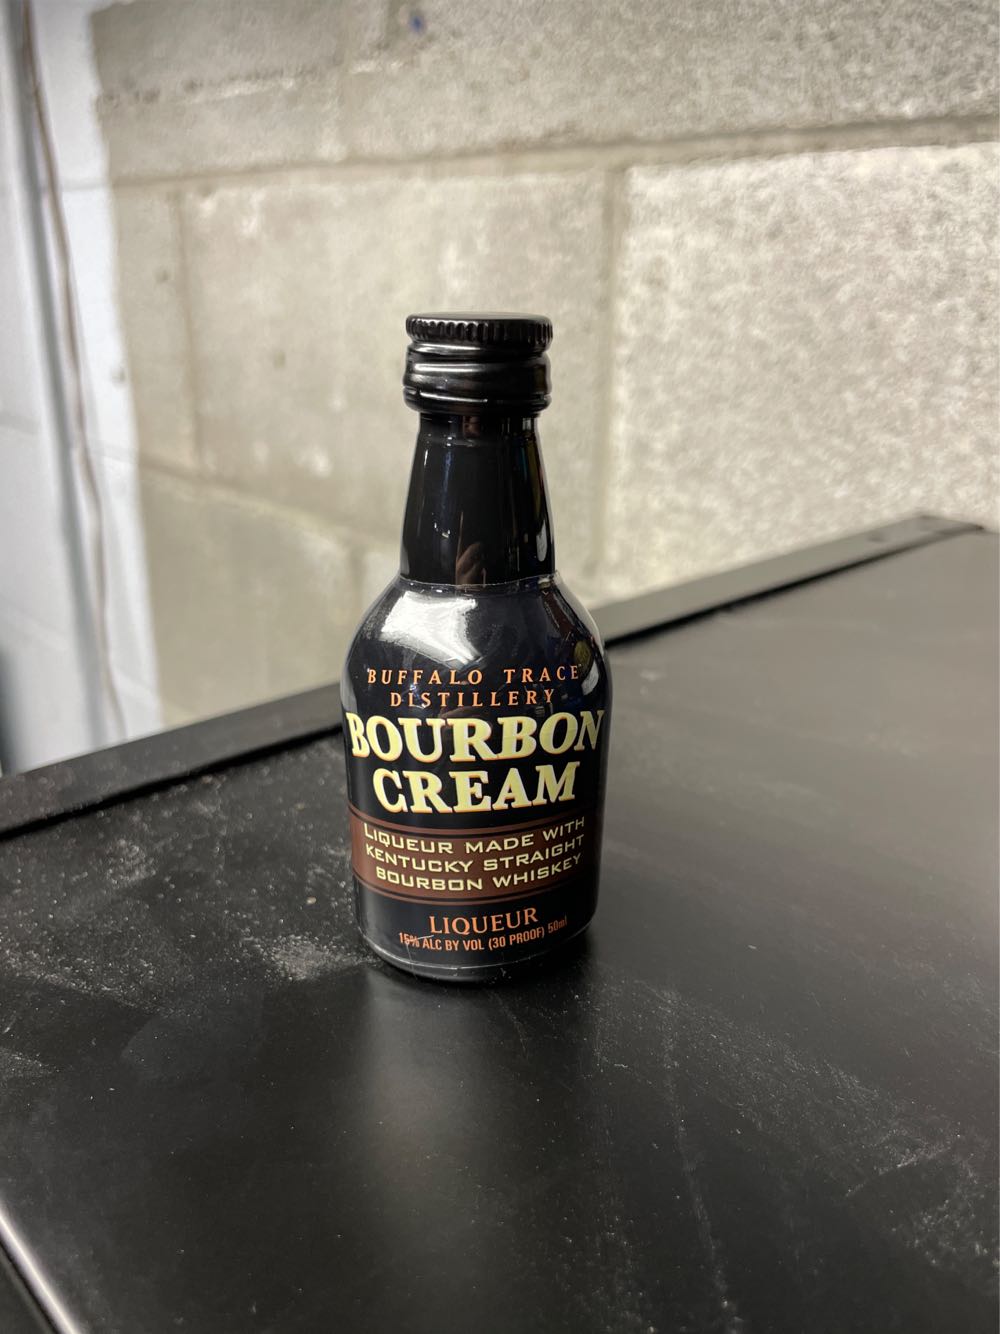 BUFFALO TRACE
DISTILLERY
BOURBON
CREAM
LIQUEUR MADE WITH
KENTUCKY STRAIGHT
BOURBON WHISKEY
LIQUEUR
15% ALC BY VOL (30 PROOF) 50ml